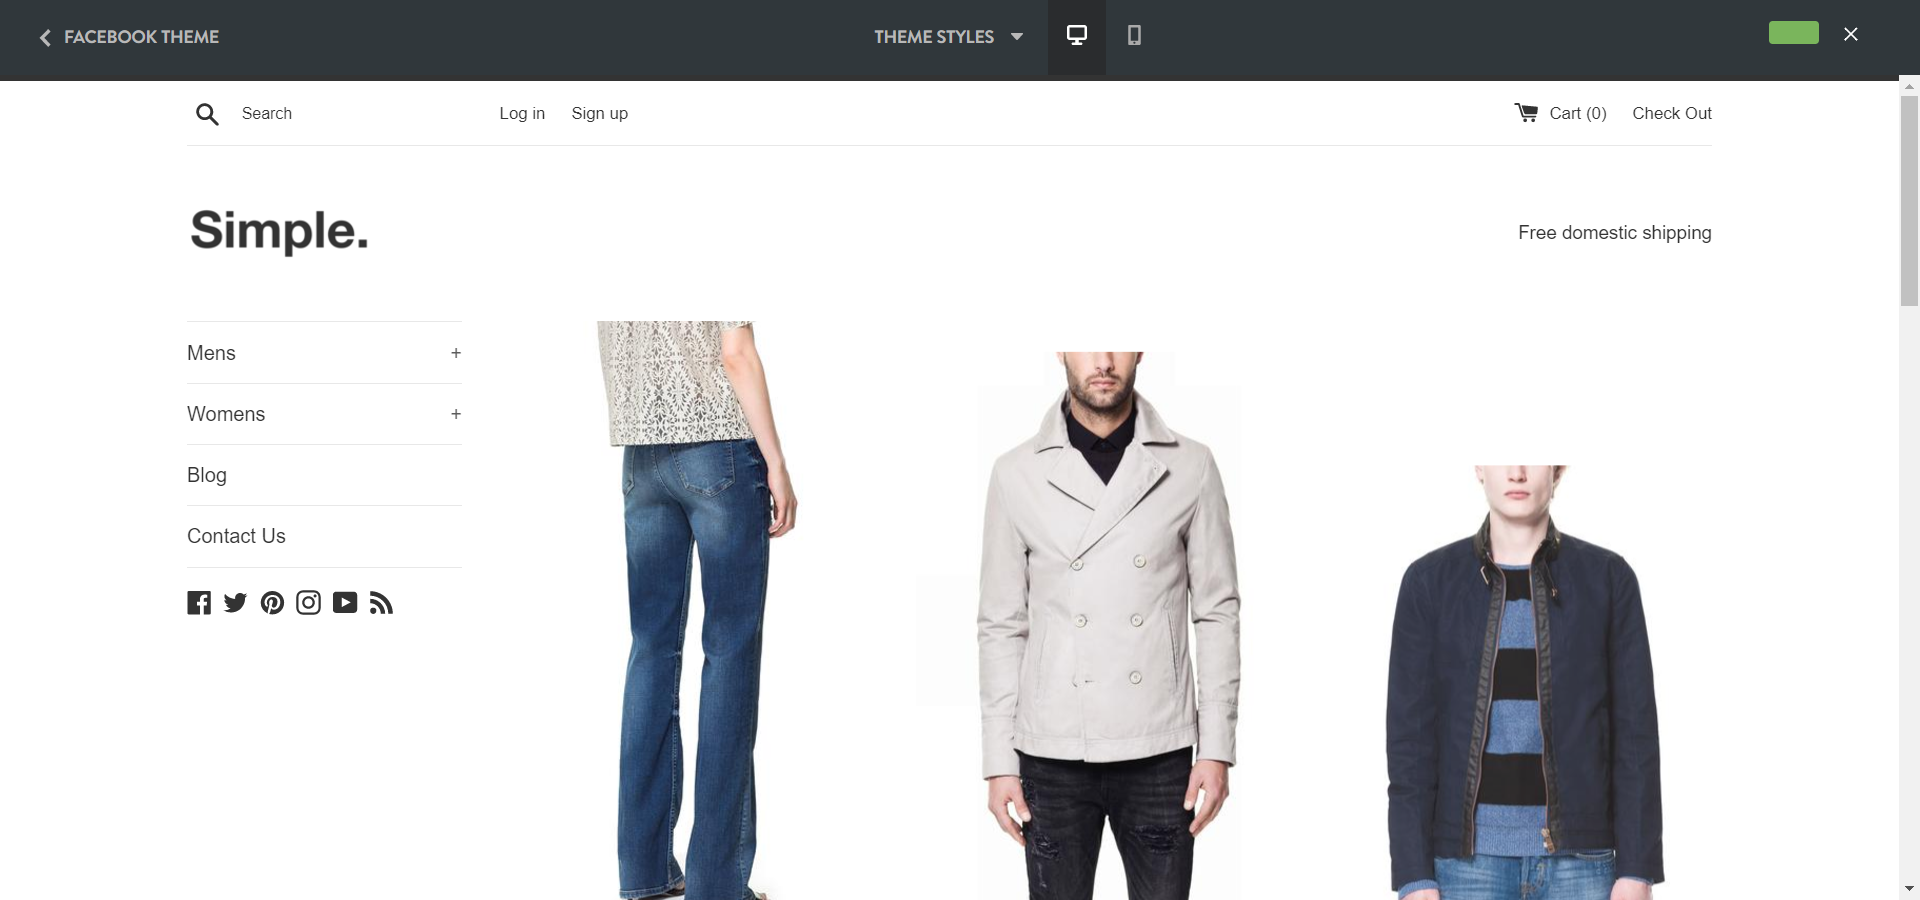 FACEBOOK THEME
THEME STYLES
Search
Log in
Sign up
Cart (0)
Check Out
Simple.
Free domestic shipping
Mens +
Womens +
Blog
Contact Us